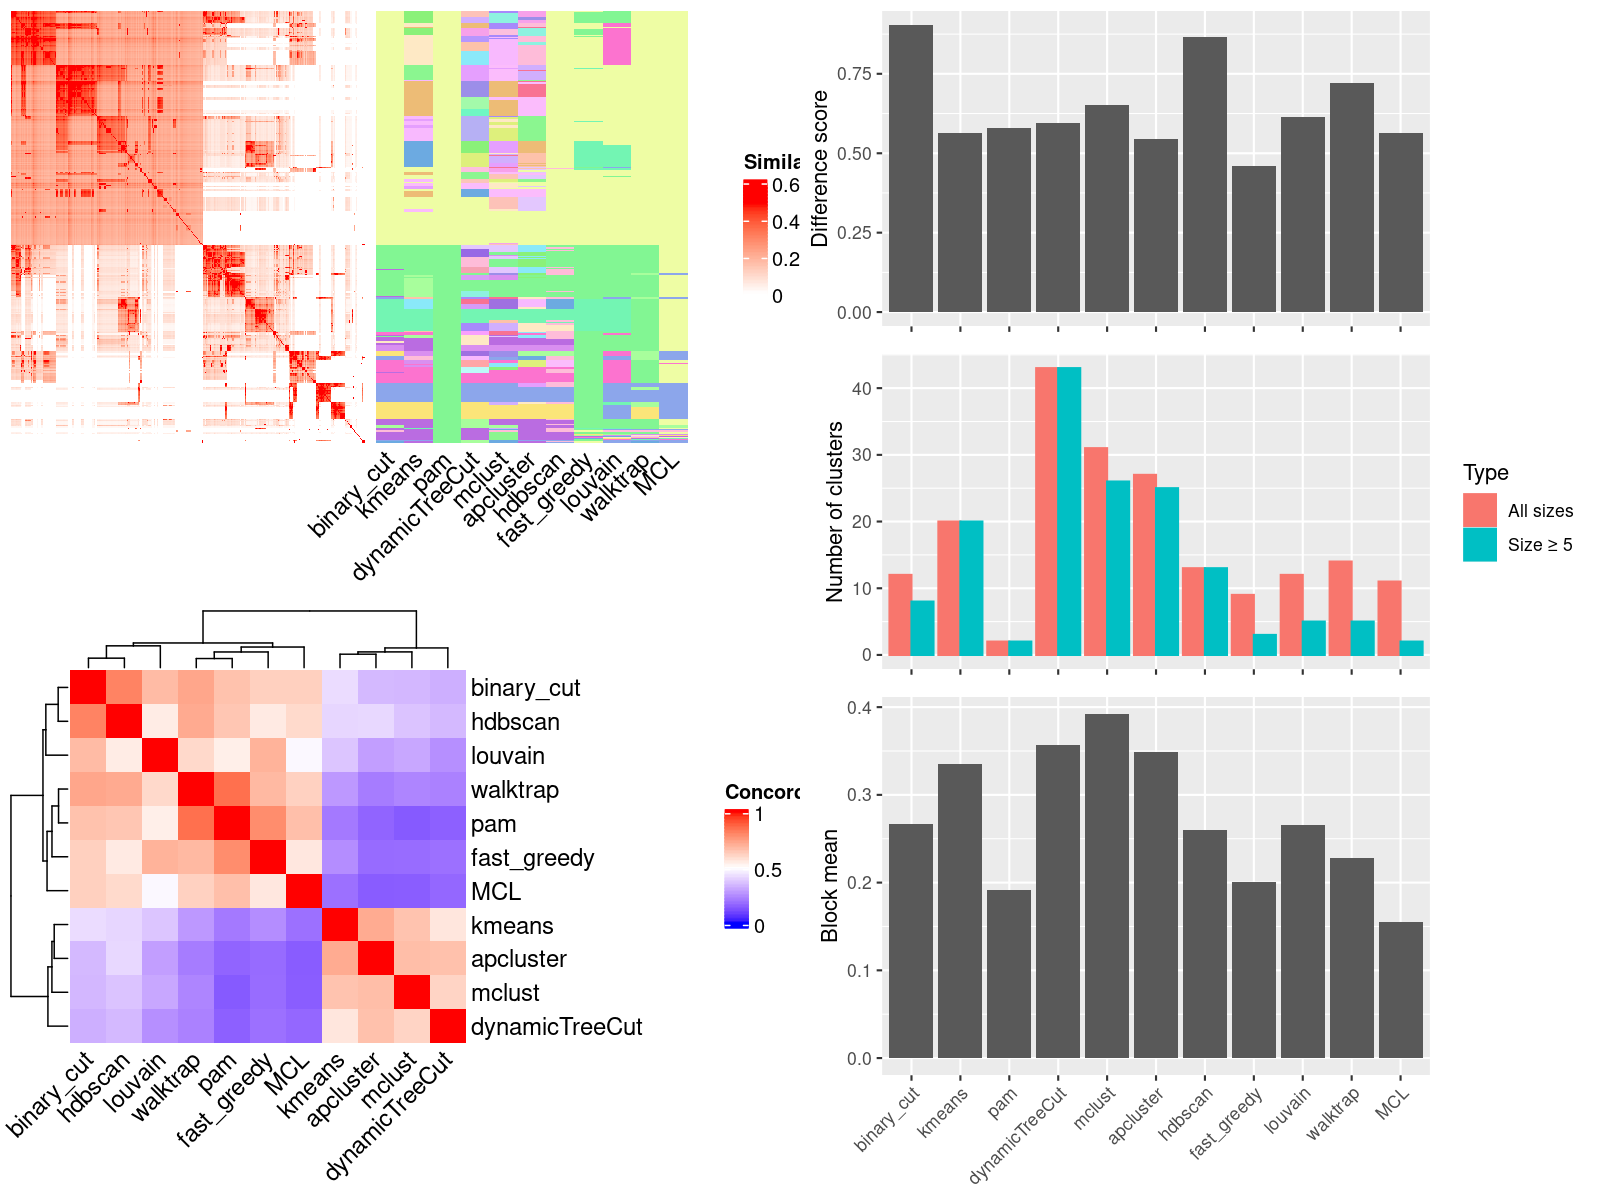 Simila
0.6
0.4
0.2
0
binary_cut
kmeans
pam
dynamicTreeCut
mclust
apcluster
hdbscan
fast_greedy
louvain
walktrap
MCL
binary_cut
hdbscan
louvain
walktrap
pam
fast_greedy
MCL
kmeans
apcluster
mclust
dynamicTreeCut
binary_cut
hdbscan
louvain
walktrap
pam
fast_greedy
MCL
kmeans
apcluster
mclust
dynamicTreeCut
Concord
1
0.5
0
Difference score
0.75
0.50
0.25
0.00
Number of clusters
40
30
20
10
0
Type
All sizes
Size ≥ 5
Block mean
0.4
0.3
0.2
0.1
0.0
binary_cut
kmeans
pam
dynamicTreeCut
mclust
apcluster
hdbscan
fast_greedy
louvain
walktrap
MCL